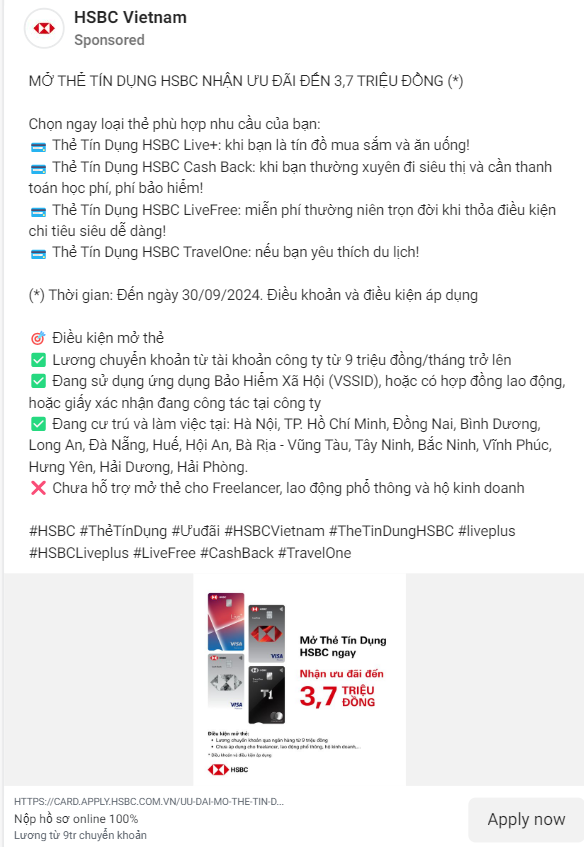 HSBC Vietnam
Sponsored
MỞ THẺ TÍN DỤNG HSBC NHẬN ƯU ĐÃI ĐẾN 3,7 TRIỆU ĐỒNG (*)
Chọn ngay loại thẻ phù hợp nhu cầu của bạn:
Thẻ Tín Dụng HSBC Live+: khi bạn là tín đồ mua sắm và ăn uống!
Thẻ Tín Dụng HSBC Cash Back: khi bạn thường xuyên đi siêu thị và cần thanh
toán học phí, phí bảo hiểm!
Thẻ Tín Dụng HSBC LiveFree: miễn phí thường niên trọn đời khi thỏa điều kiện
chi tiêu siêu dễ dàng!
Thẻ Tín Dụng HSBC TravelOne: nếu bạn yêu thích du lịch!
(*) Thời gian: Đến ngày 30/09/2024. Điều khoản và điều kiện áp dụng
Điều kiện mở thẻ
Lương chuyển khoản từ tài khoản công ty từ 9 triệu đồng/tháng trở lên
Đang sử dụng ứng dụng Bảo Hiểm Xã Hội (VSSID), hoặc có hợp đồng lao động,
hoặc giấy xác nhận đang công tác tại công ty
Đang cư trú và làm việc tại: Hà Nội, TP. Hồ Chí Minh, Đồng Nai, Bình Dương,
Long An, Đà Nẵng, Huế, Hội An, Bà Rịa - Vũng Tàu, Tây Ninh, Bắc Ninh, Vĩnh Phúc,
Hưng Yên, Hải Dương, Hải Phòng.
Chưa hỗ trợ mở thẻ cho Freelancer, lao động phổ thông và hộ kinh doanh
#HSBC #ThẻTínDụng #Ưuđãi #HSBCVietnam #TheTinDungHSBC #liveplus
#HSBCLiveplus #LiveFree #CashBack #TravelOne
HSBC
VISA
HSBC
VISA
HSBC
VISA
HSBC
T1
Mở Thẻ Tín Dụng
HSBC ngay
Nhận ưu đãi đến
3,7 TRIỆU
ĐỒNG
Điều kiện mở thẻ:
• Lương chuyển khoản qua ngân hàng từ 9 triệu đồng
• Chưa áp dụng cho freelancer, lao động phổ thông, hộ kinh doanh,...
* Điều khoản và điều kiện áp dụng
HSBC
HTTPS://CARD.APPLY.HSBC.COM.VN/UU-DAI-MO-THE-TIN-D...
Nộp hồ sơ online 100%
Lương từ 9tr chuyển khoản
Apply now